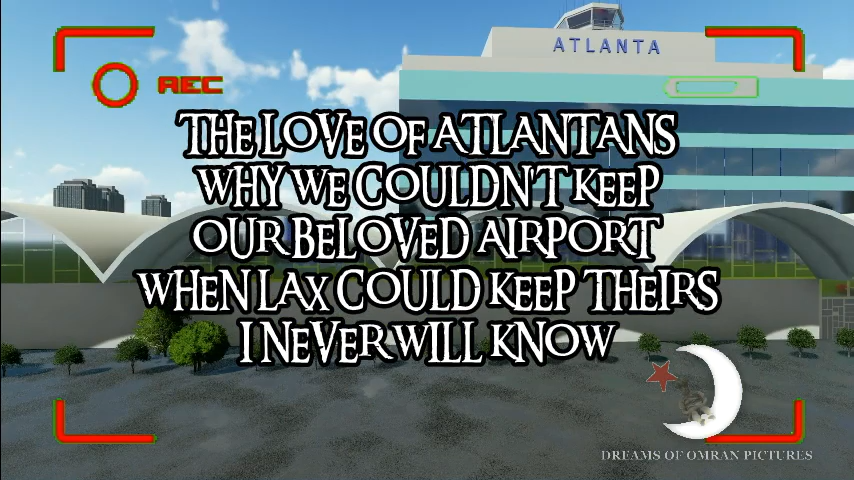 ATLANTA
REC
THE LOVE OF ATLANTANS
WHY WE COULDN'T KEEP
OUR BELOVED AIRPORT
WHEN LAX COULD KEEP THEIRS
I NEVER WILL KNOW
DREAMS OF OMRAN PICTURES